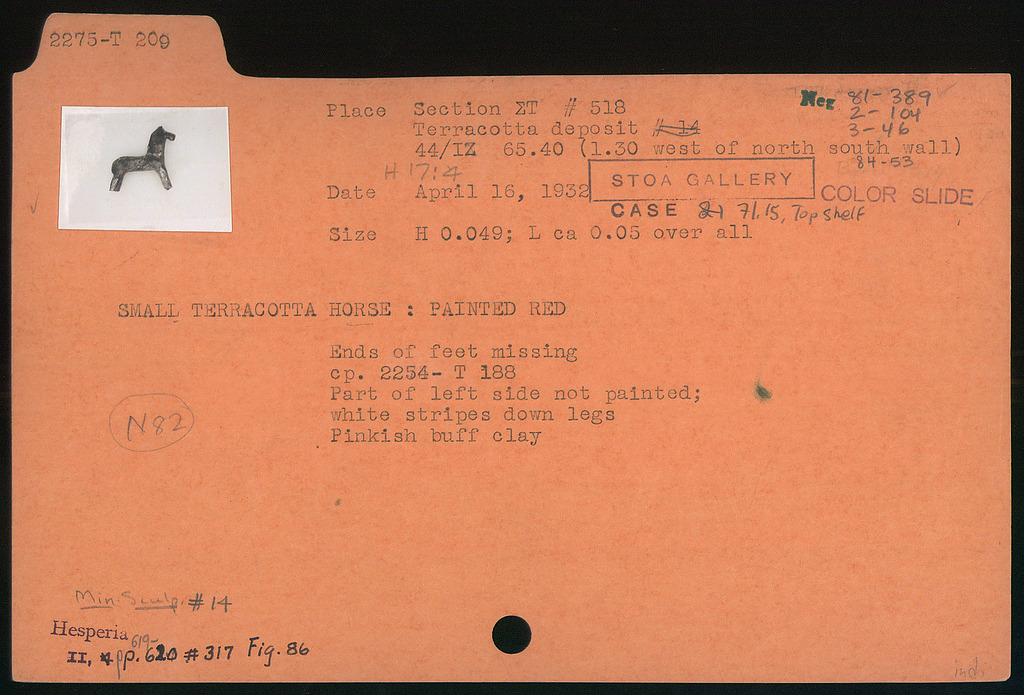 2275-T 209
Place Section ΣT # 518
Neg 81-389
2-104
Terracotta deposit # 14
3-46
44/IZ 65.40 (1.30 west of north south wall)
84-53
H 17:4
Date April 16, 1932
STOA GALLERY
COLOR SLIDE
CASE 71.15, Top shelf
Size H 0.049; L ca 0.05 over all
SMALL TERRACOTTA HORSE : PAINTED RED
Ends of feet missing
cp. 2254- T 188
Part of left side not painted;
white stripes down legs
Pinkish buff clay
N82
Min. Sculp. # 14
Hesperia
619-
II, 4 pp. 620 # 317 Fig. 86